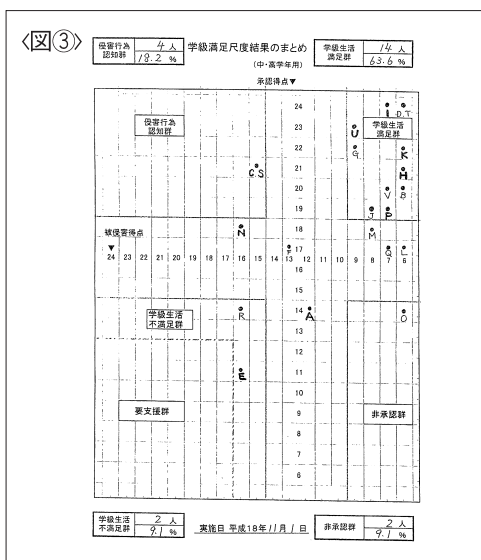 〈図③〉
侵害行為認知群 4人 18.2%
学級満足尺度結果のまとめ
(中・高学年用)
学級生活満足群 14人 63.6%
承認得点▼
24
I D.T
侵害行為認知群
23
U
学級生活満足群
22
G K
21
C.S H
20
V B
19
J P
18
N M
被侵害得点
▼
17
F Q L
24 23 22 21 20 19 18 17 16 15 14 13 12 11 10 9 8 7 6
16
15
学級生活不満足群
14
R A O
13
12
11
E
10
要支援群
9
非承認群
8
7
6
学級生活不満足群 2人 9.1%
実施日 平成18年11月1日
非承認群 2人 9.1%